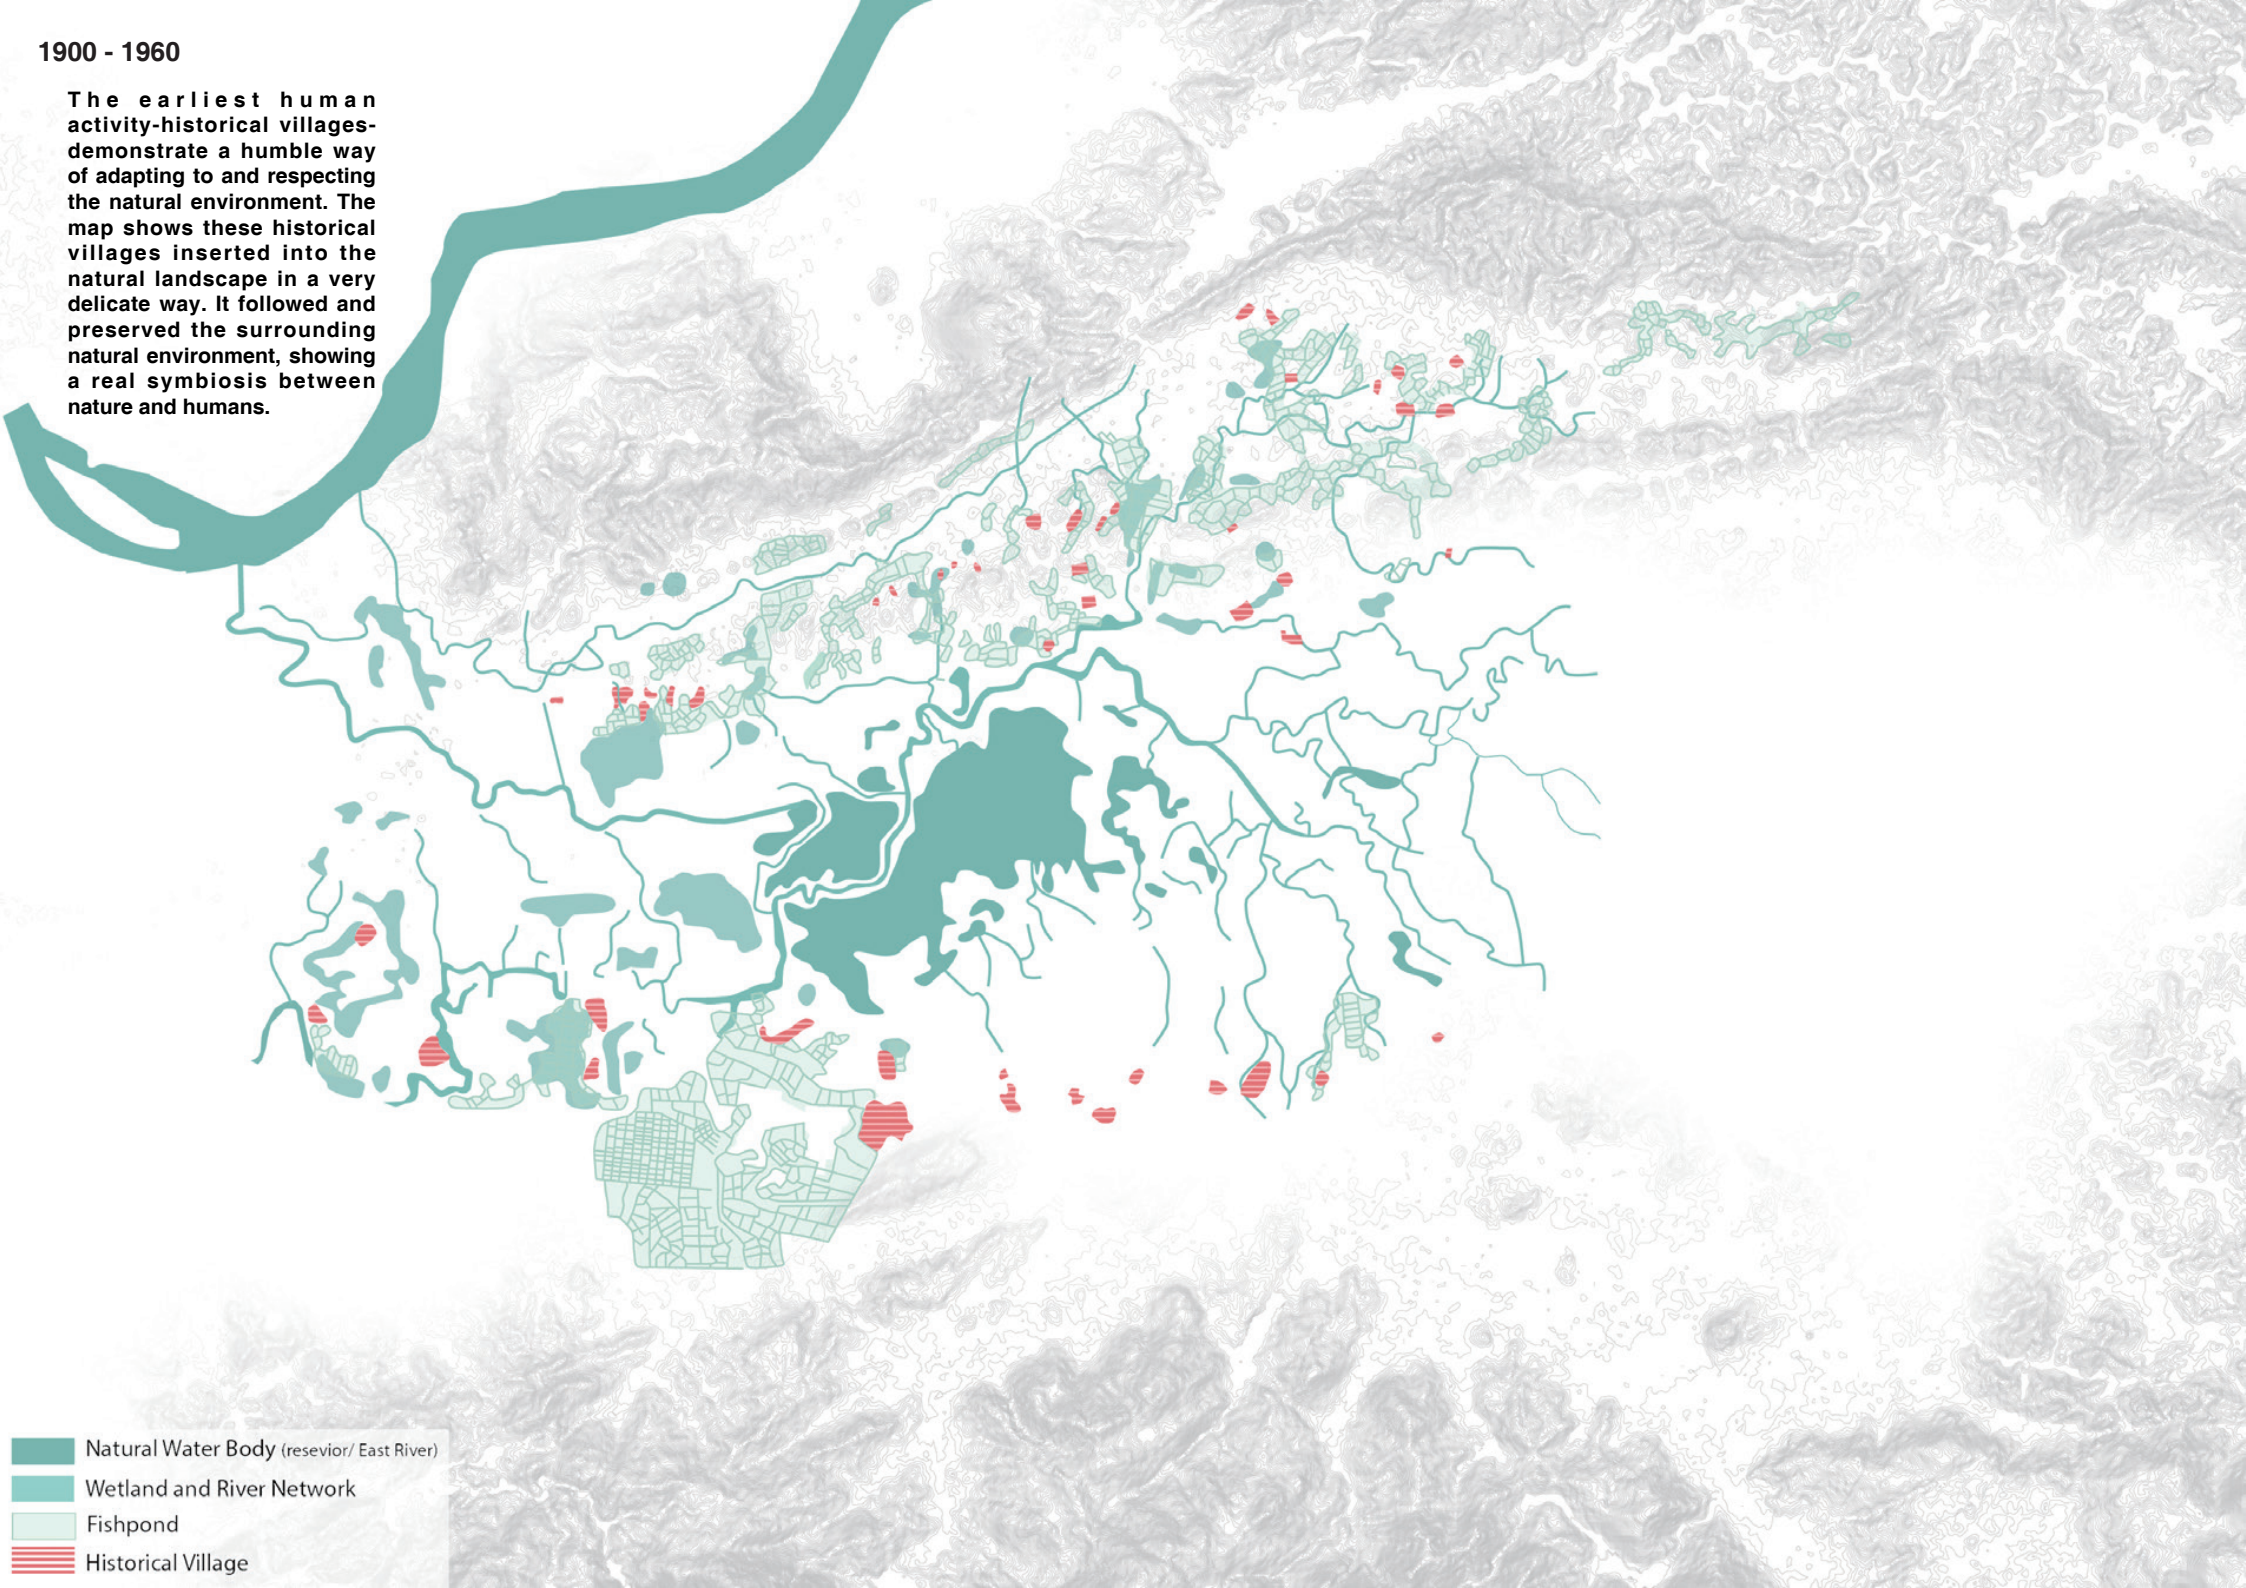 1900 - 1960
The earliest human
activity-historical villages-
demonstrate a humble way
of adapting to and respecting
the natural environment. The
map shows these historical
villages inserted into the
natural landscape in a very
delicate way. It followed and
preserved the surrounding
natural environment, showing
a real symbiosis between
nature and humans.
Natural Water Body (resevior/ East River)
Wetland and River Network
Fishpond
Historical Village